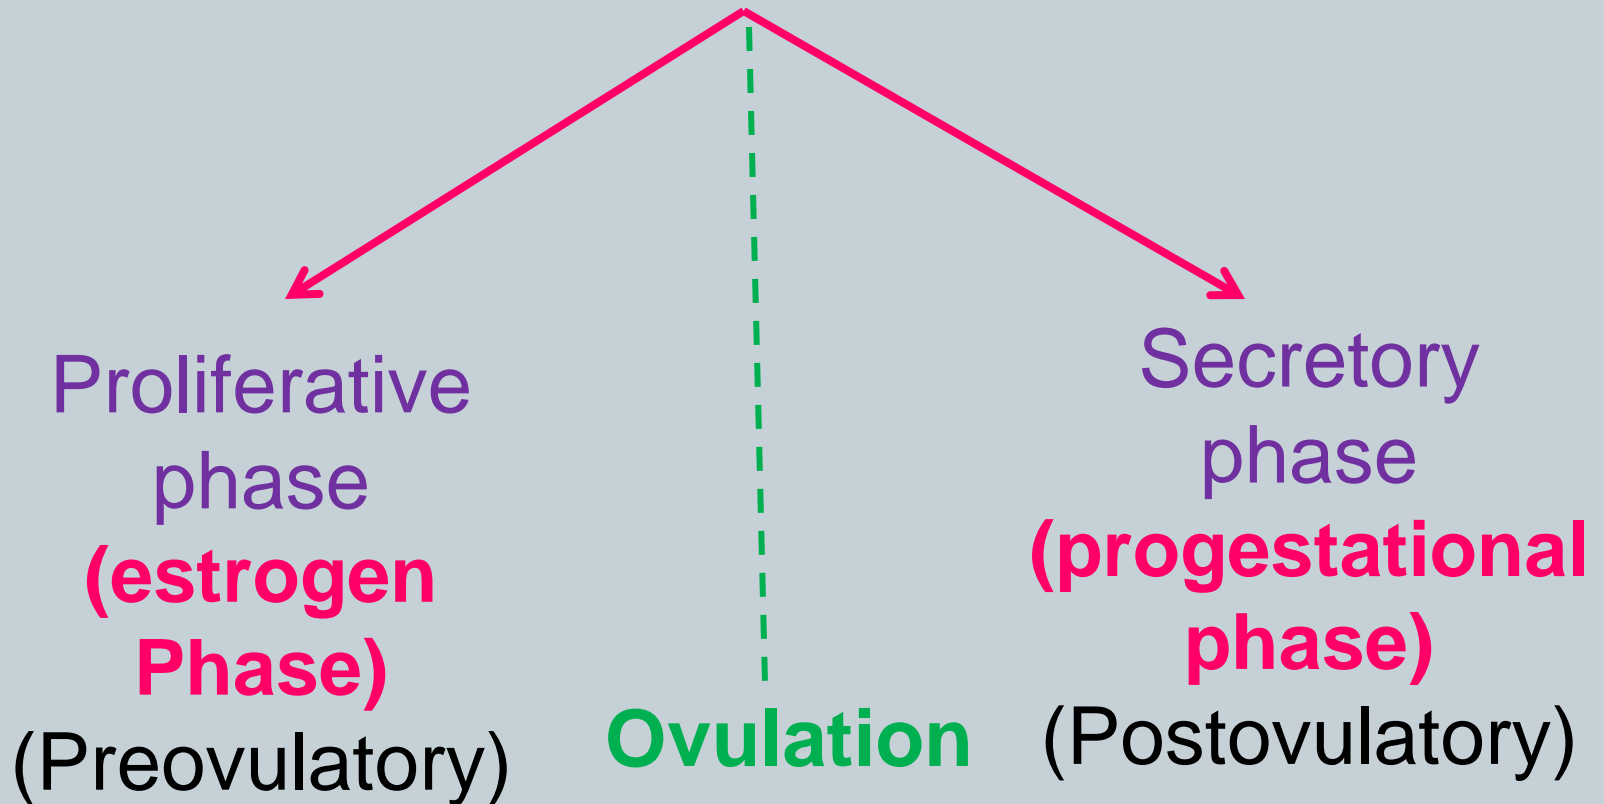 Proliferative
phase
(estrogen
Phase)
(Preovulatory)
Ovulation
Secretory
phase
(progestational
phase)
(Postovulatory)